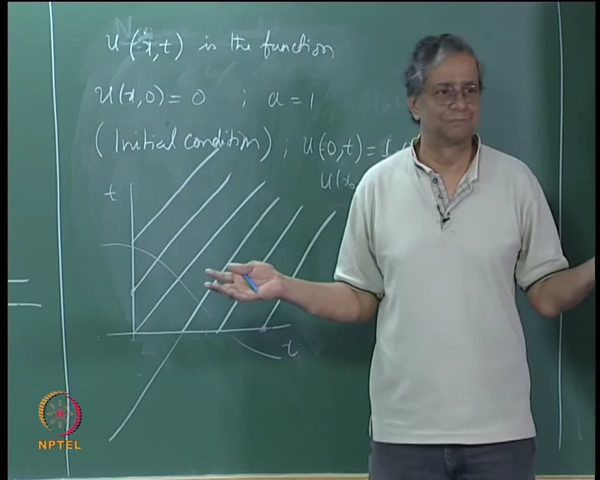 u(x,t) is the function
u(x,0) = 0 ; a = 1
(Initial condition) ; u(0,t) = 1
u(x,
t
t
NPTEL